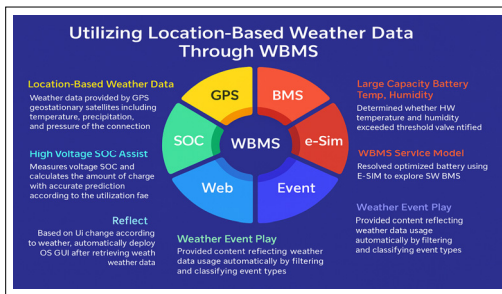 Utilizing Location-Based Weather Data
Through WBMS
Location-Based Weather Data
Weather data provided by GPS
geostationary satellites including
temperature, precipitation,
and pressure of the connection
High Voltage SOC Assist
Measures voltage SOC and
calculates the amount of charge
with accurate prediction
according to the utilization fae
Reflect
Based on Ui change according
to weather, automatically deploy
OS GUI after retrieving weath
weather data
GPS
BMS
SOC
WBMS
e-Sim
Web
Event
Weather Event Play
Provided content reflecting weather
data usage automatically by filtering
and classifying event types
Large Capacity Battery
Temp, Humidity
Determined whether HW
temperature and humidity
exceeded threshold valve ntified
WBMS Service Model
Resolved optimized battery using
E-SIM to explore SW BMS
Weather Event Play
Provided content reflecting
weather data usage
automatically by filtering
and classifying event types